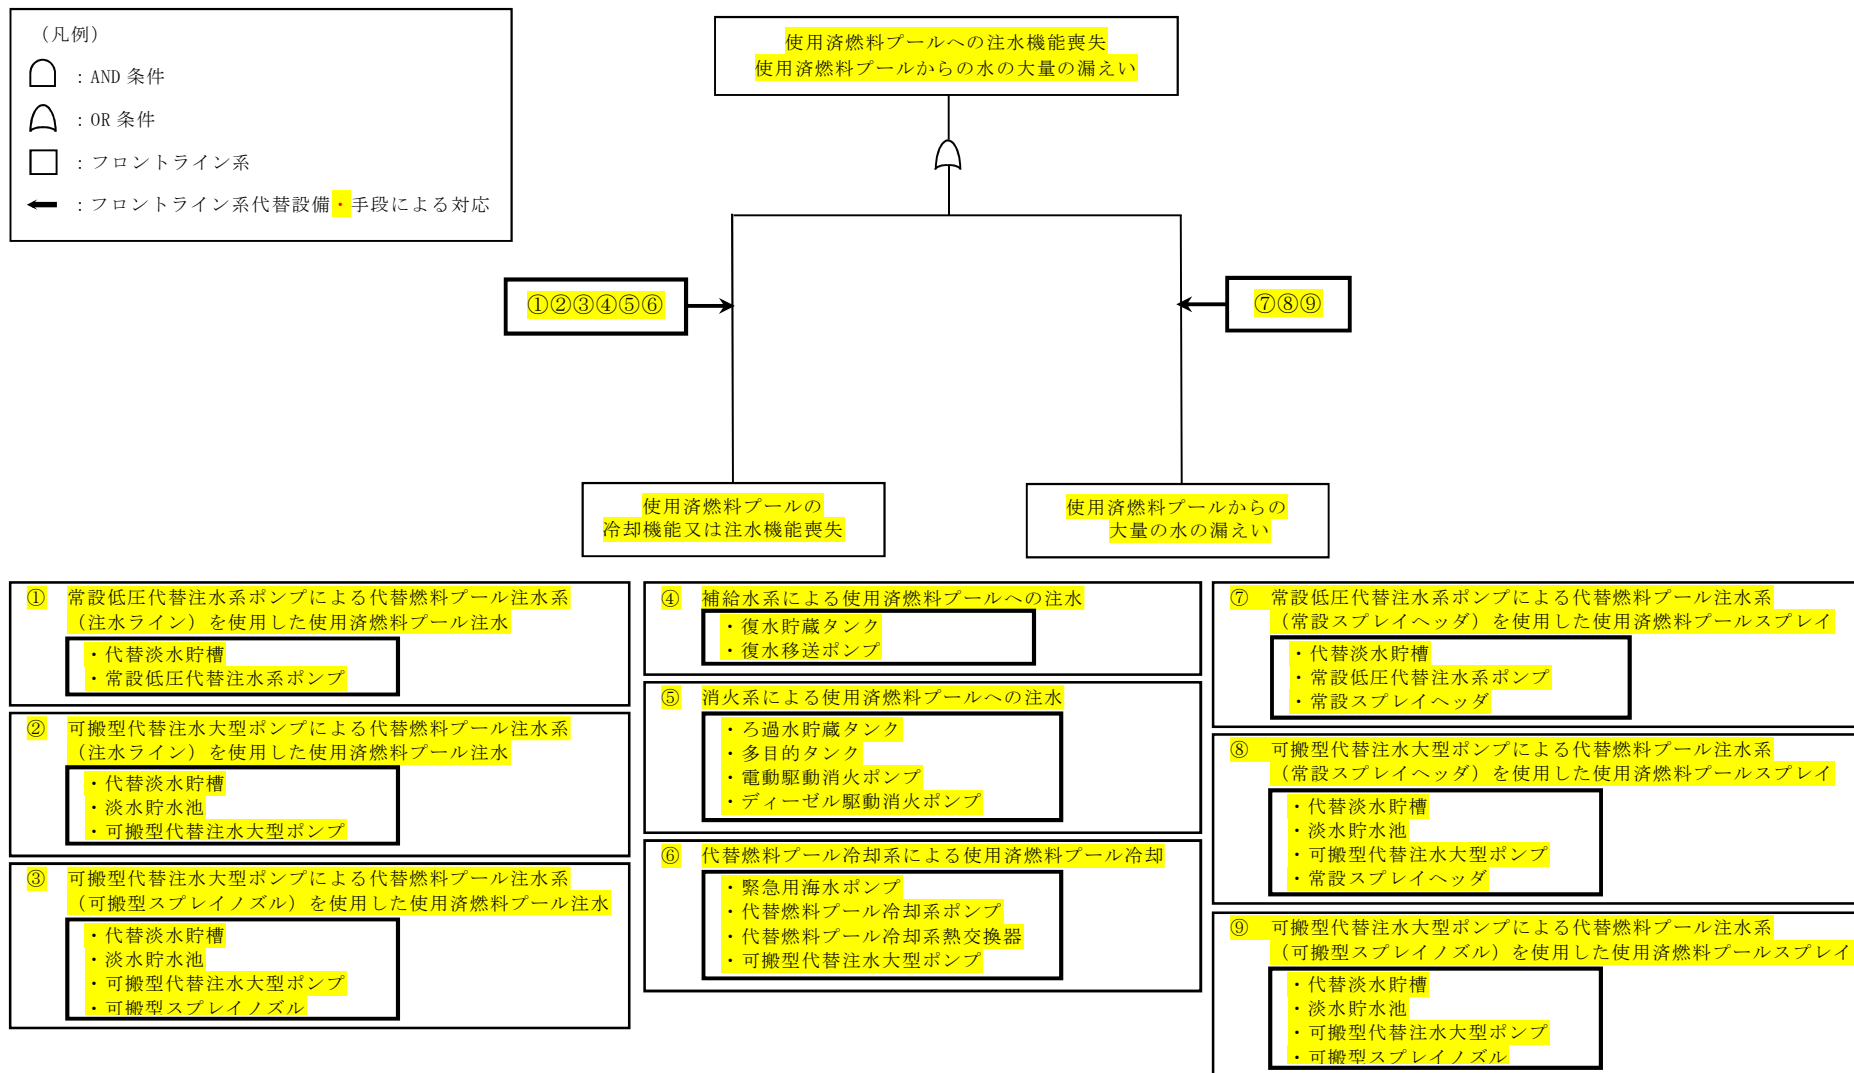 （凡例）
：AND 条件
：OR 条件
：フロントライン系
：フロントライン系代替設備・手段による対応
使用済燃料プールへの注水機能喪失
使用済燃料プールからの水の大量の漏えい
①②③④⑤⑥
⑦⑧⑨
使用済燃料プールの
冷却機能又は注水機能喪失
使用済燃料プールからの
大量の水の漏えい
① 常設低圧代替注水系ポンプによる代替燃料プール注水系
（注水ライン）を使用した使用済燃料プール注水
・代替淡水貯槽
・常設低圧代替注水系ポンプ
② 可搬型代替注水大型ポンプによる代替燃料プール注水系
（注水ライン）を使用した使用済燃料プール注水
・代替淡水貯槽
・淡水貯水池
・可搬型代替注水大型ポンプ
③ 可搬型代替注水大型ポンプによる代替燃料プール注水系
（可搬型スプレイノズル）を使用した使用済燃料プール注水
・代替淡水貯槽
・淡水貯水池
・可搬型代替注水大型ポンプ
・可搬型スプレイノズル
④ 補給水系による使用済燃料プールへの注水
・復水貯蔵タンク
・復水移送ポンプ
⑤ 消火系による使用済燃料プールへの注水
・ろ過水貯蔵タンク
・多目的タンク
・電動駆動消火ポンプ
・ディーゼル駆動消火ポンプ
⑥ 代替燃料プール冷却系による使用済燃料プール冷却
・緊急用海水ポンプ
・代替燃料プール冷却系ポンプ
・代替燃料プール冷却系熱交換器
・可搬型代替注水大型ポンプ
⑦ 常設低圧代替注水系ポンプによる代替燃料プール注水系
（常設スプレイヘッダ）を使用した使用済燃料プールスプレイ
・代替淡水貯槽
・常設低圧代替注水系ポンプ
・常設スプレイヘッダ
⑧ 可搬型代替注水大型ポンプによる代替燃料プール注水系
（常設スプレイヘッダ）を使用した使用済燃料プールスプレイ
・代替淡水貯槽
・淡水貯水池
・可搬型代替注水大型ポンプ
・常設スプレイヘッダ
⑨ 可搬型代替注水大型ポンプによる代替燃料プール注水系
（可搬型スプレイノズル）を使用した使用済燃料プールスプレイ
・代替淡水貯槽
・淡水貯水池
・可搬型代替注水大型ポンプ
・可搬型スプレイノズル